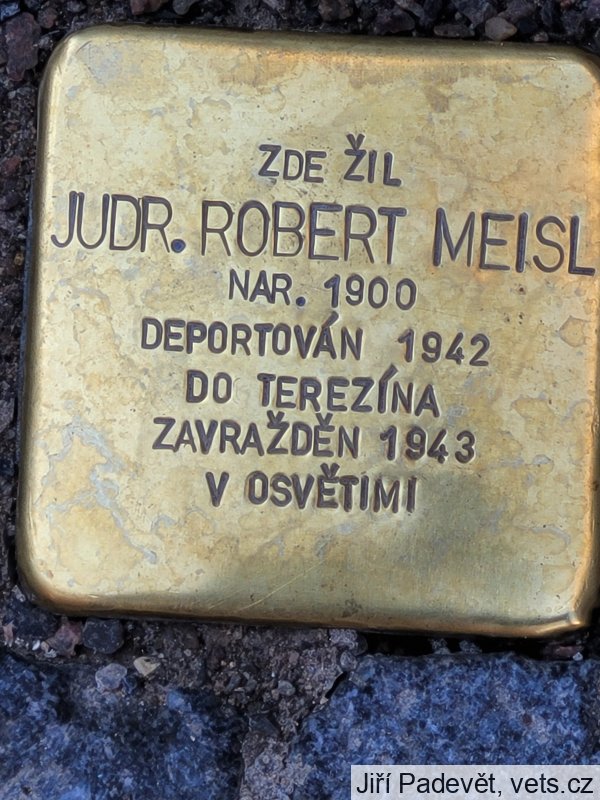 ZDE ŽIL
JUDR. ROBERT MEISL
NAR. 1900
DEPORTOVÁN 1942
DO TEREZÍNA
ZAVRAŽDĚN 1943
V OSVĚTIMI
Jiří Padevět, vets.cz